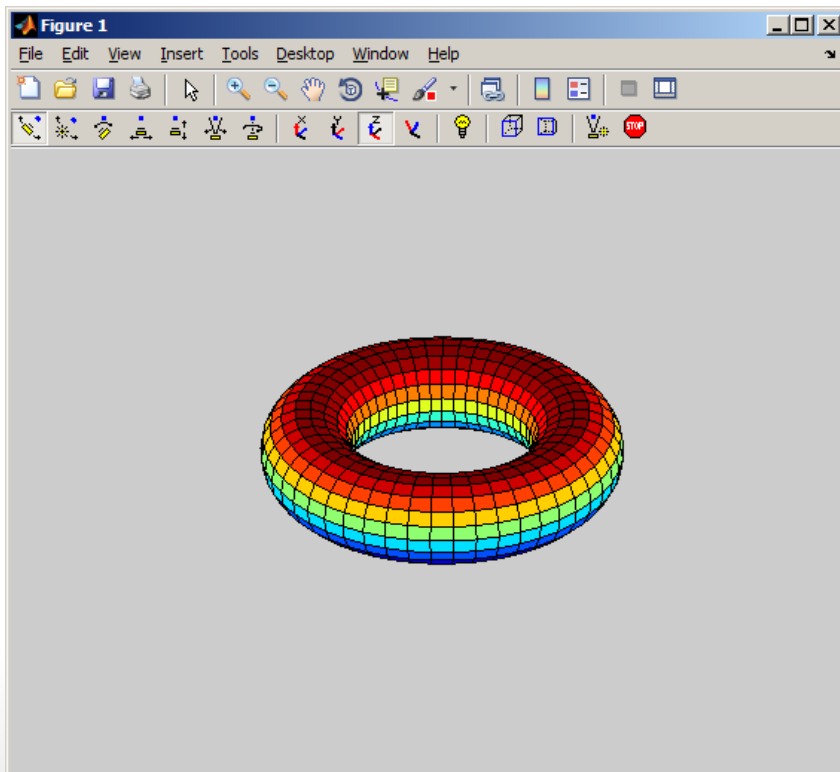 Figure 1
File Edit View Insert Tools Desktop Window Help
X Y Z
STOP